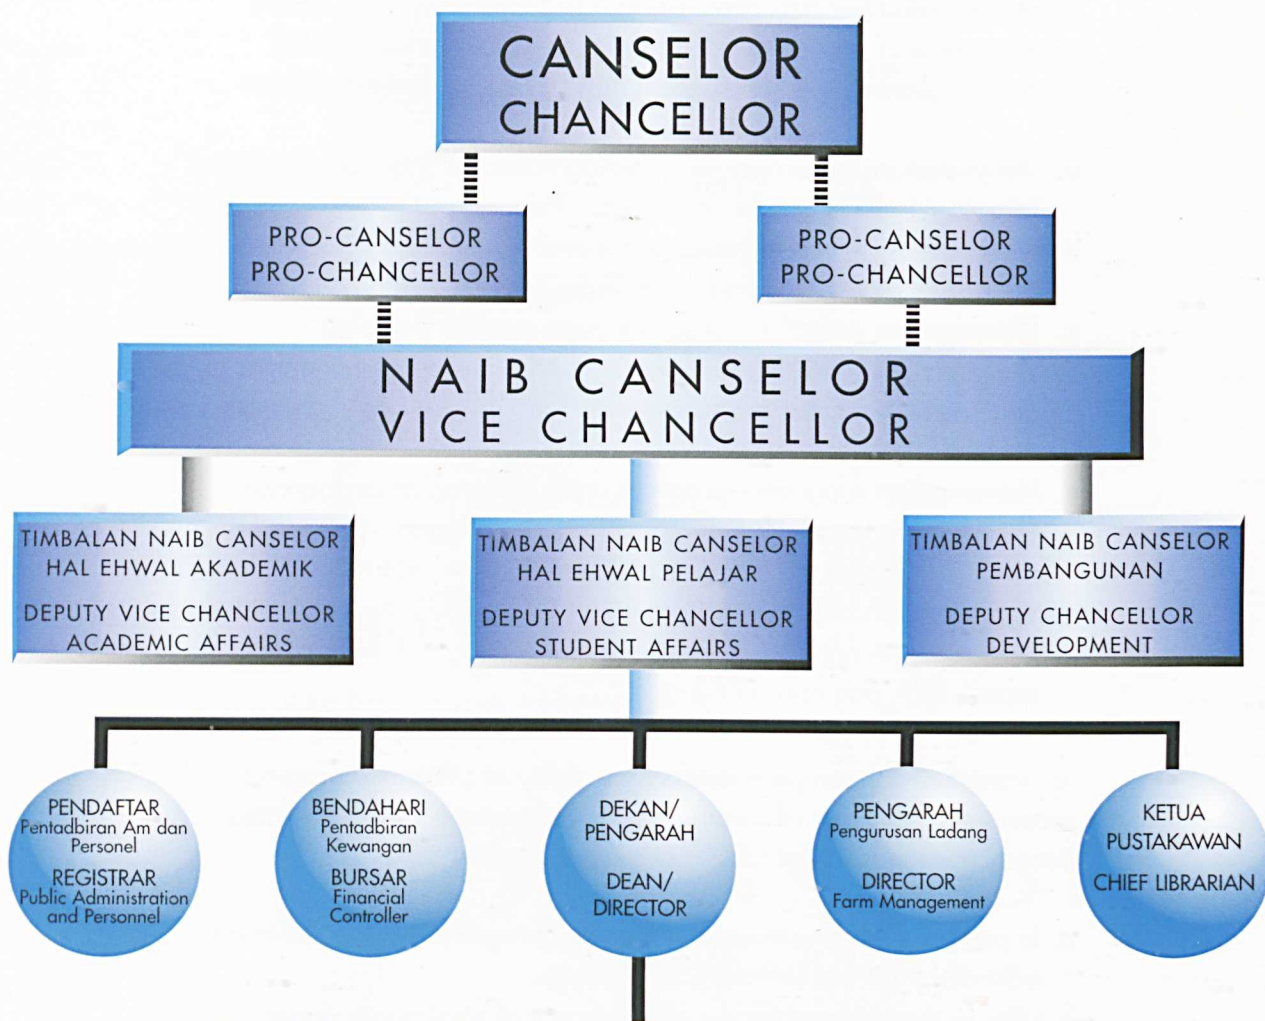 CANSELOR
CHANCELLOR
PRO-CANSELOR
PRO-CHANCELLOR
PRO-CANSELOR
PRO-CHANCELLOR
NAIB CANSELOR
VICE CHANCELLOR
TIMBALAN NAIB CANSELOR
HAL EHWAL AKADEMIK
DEPUTY VICE CHANCELLOR
ACADEMIC AFFAIRS
TIMBALAN NAIB CANSELOR
HAL EHWAL PELAJAR
DEPUTY VICE CHANCELLOR
STUDENT AFFAIRS
TIMBALAN NAIB CANSELOR
PEMBANGUNAN
DEPUTY CHANCELLOR
DEVELOPMENT
PENDAFTAR
Pentadbiran Am dan
Personel
REGISTRAR
Public Administration
and Personnel
BENDAHARI
Pentadbiran
Kewangan
BURSAR
Financial
Controller
DEKAN/
PENGARAH
DEAN/
DIRECTOR
PENGARAH
Pengurusan Ladang
DIRECTOR
Farm Management
KETUA
PUSTAKAWAN
CHIEF LIBRARIAN